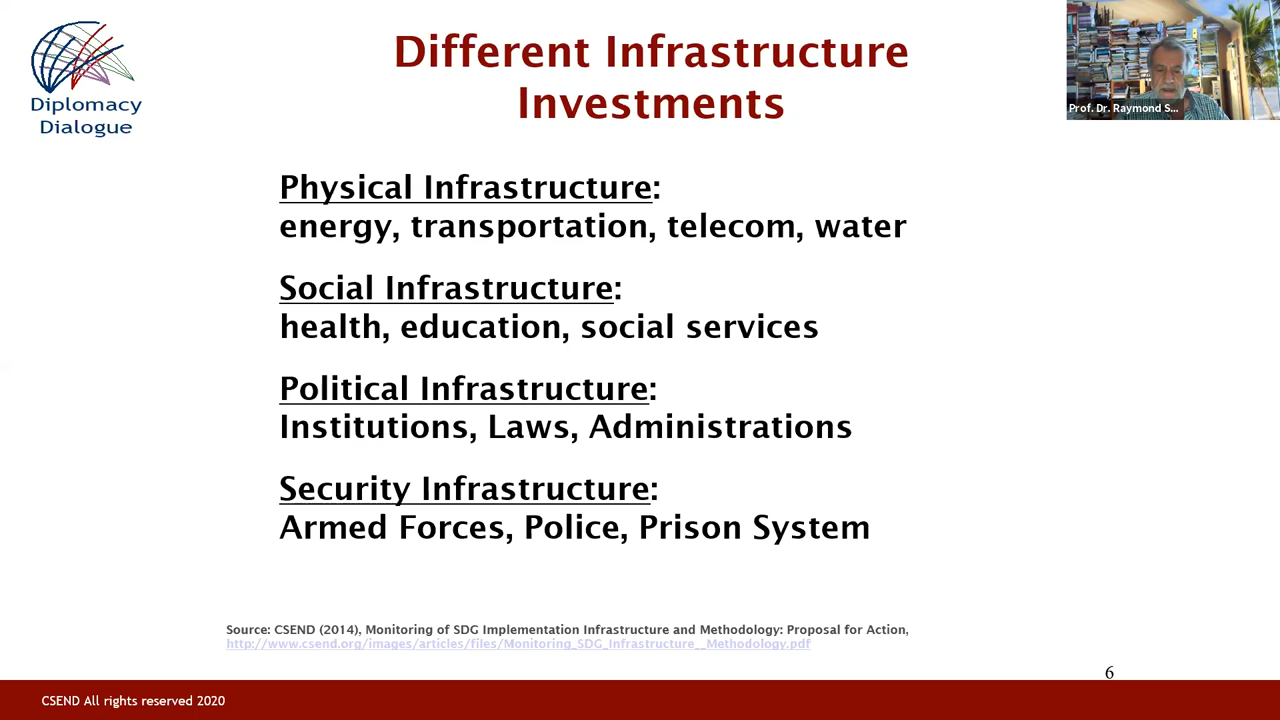 Diplomacy
Dialogue
Different Infrastructure
Investments
Prof. Dr. Raymond S...
Physical Infrastructure:
energy, transportation, telecom, water
Social Infrastructure:
health, education, social services
Political Infrastructure:
Institutions, Laws, Administrations
Security Infrastructure:
Armed Forces, Police, Prison System
Source: CSEND (2014), Monitoring of SDG Implementation Infrastructure and Methodology: Proposal for Action,
http://www.csend.org/images/articles/files/Monitoring_SDG_Infrastructure__Methodology.pdf
6
CSEND All rights reserved 2020